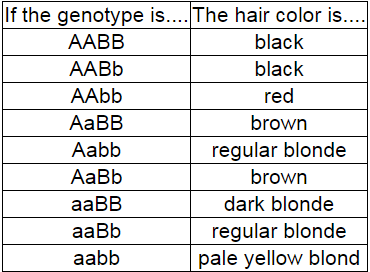 If the genotype is.... The hair color is....
AABB black
AABb black
AAbb red
AaBB brown
Aabb regular blonde
AaBb brown
aaBB dark blonde
aaBb regular blonde
aabb pale yellow blond